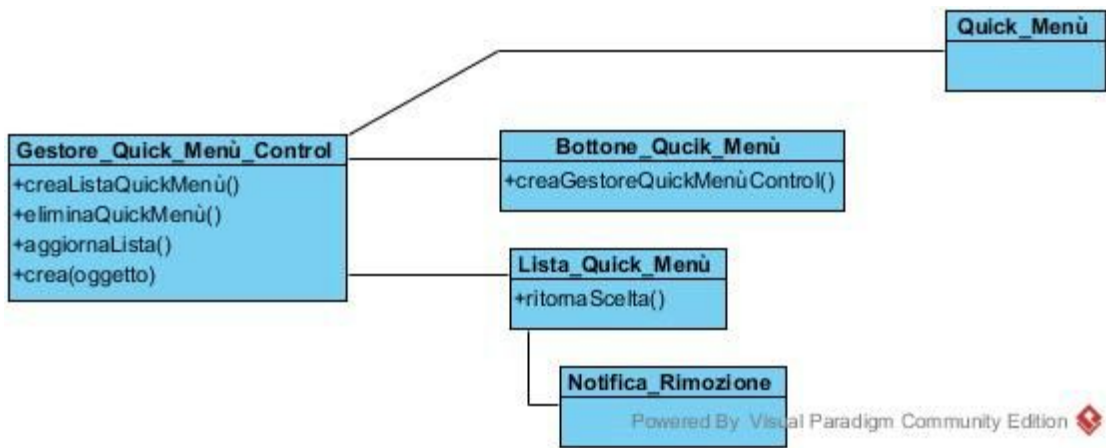 Quick_Menù
Gestore_Quick_Menù_Control
+creaListaQuickMenù()
+eliminaQuickMenù()
+aggiornaLista()
+crea(oggetto)
Bottone_Qucik_Menù
+creaGestoreQuickMenùControl()
Lista_Quick_Menù
+ritornaScelta()
Notifica_Rimozione
Powered By Visual Paradigm Community Edition